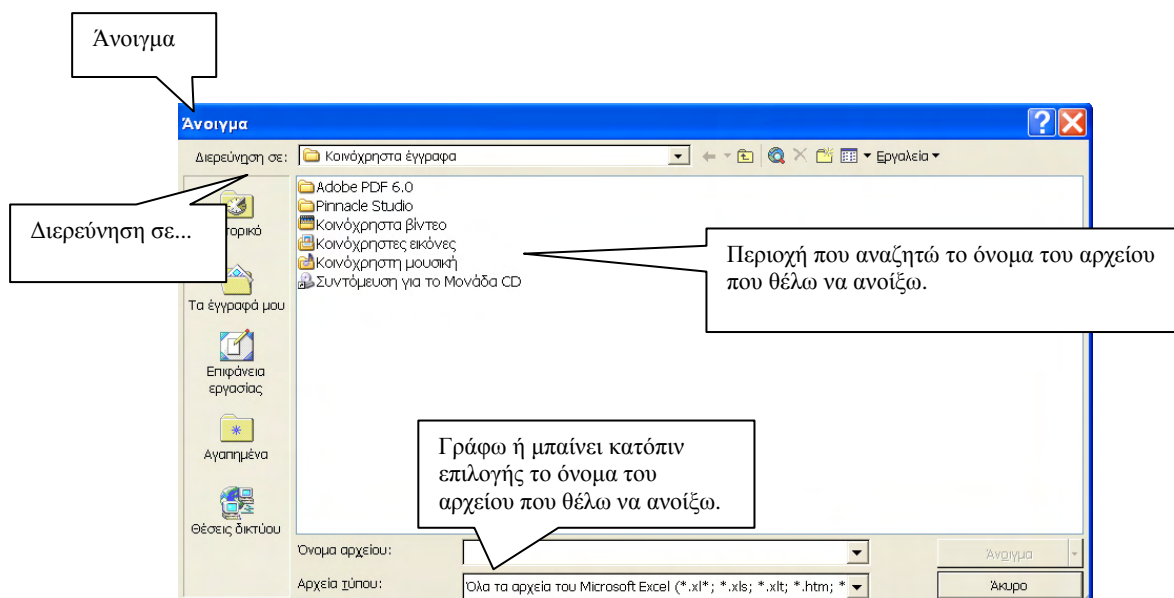 Άνοιγμα
Άνοιγμα
Διερεύνηση σε:
Κοινόχρηστα έγγραφα
Εργαλεία
Διερεύνηση σε...
Τα έγγραφά μου
Επιφάνεια
εργασίας
Αγαπημένα
Θέσεις δικτύου
Adobe PDF 6.0
Pinnacle Studio
Κοινόχρηστα βίντεο
Κοινόχρηστες εικόνες
Κοινόχρηστη μουσική
Συντόμευση για το Μονάδα CD
Περιοχή που αναζητώ το όνομα του αρχείου
που θέλω να ανοίξω.
Γράφω ή μπαίνει κατόπιν
επιλογής το όνομα του
αρχείου που θέλω να ανοίξω.
Όνομα αρχείου:
Άνοιγμα
Αρχεία τύπου:
Όλα τα αρχεία του Microsoft Excel (*.xl*; *.xls; *.xlt; *.htm; *
Άκυρο